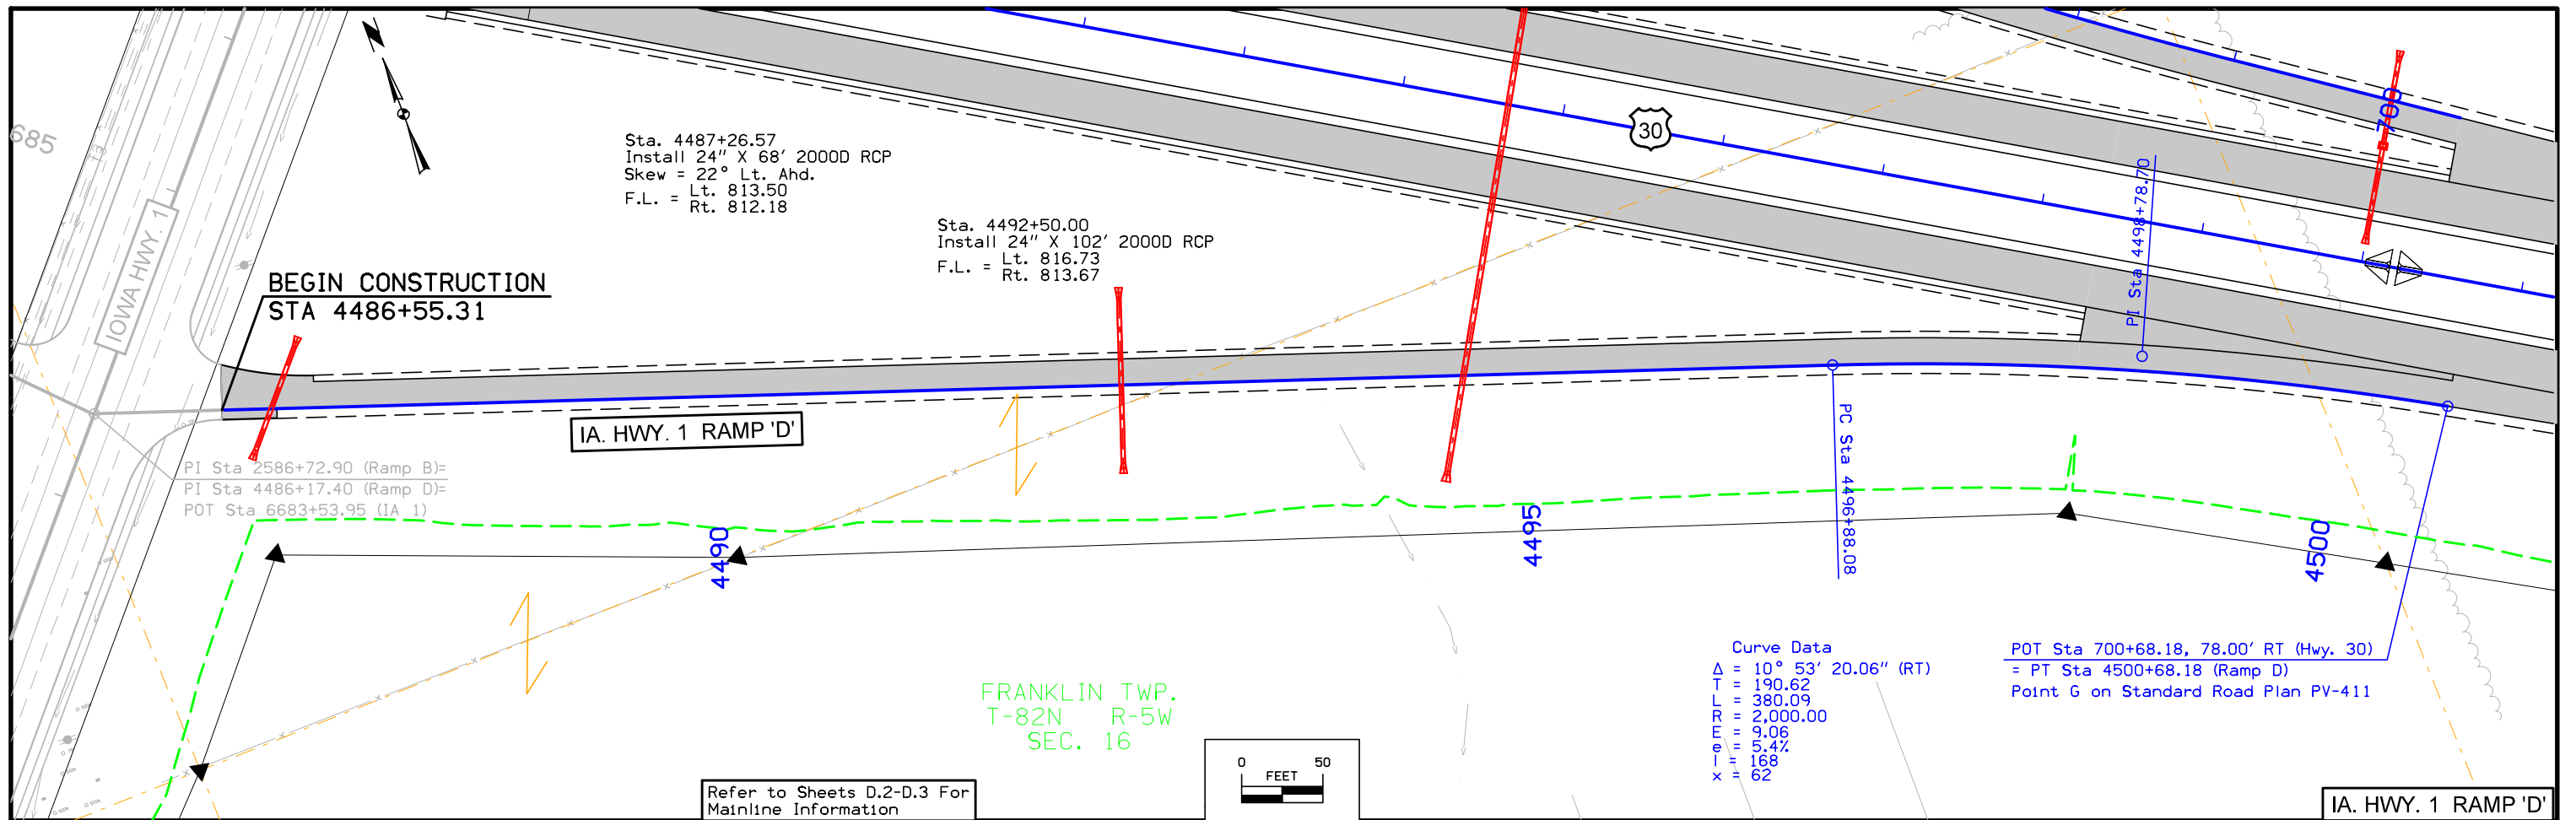 685
13
IOWA HWY. 1
Sta. 4487+26.57
Install 24" X 68' 2000D RCP
Skew = 22° Lt. Ahd.
F.L. = Lt. 813.50
Rt. 812.18
Sta. 4492+50.00
Install 24" X 102' 2000D RCP
F.L. = Lt. 816.73
Rt. 813.67
30
700
PI Sta 4498+78.70
BEGIN CONSTRUCTION
STA 4486+55.31
IA. HWY. 1 RAMP 'D'
PI Sta 2586+72.90 (Ramp B)=
PI Sta 4486+17.40 (Ramp D)=
POT Sta 6683+53.95 (IA 1)
4490
4495
PC Sta 4496+88.08
4500
FRANKLIN TWP.
T-82N R-5W
SEC. 16
Curve Data
Δ = 10° 53' 20.06" (RT)
T = 190.62
L = 380.09
R = 2,000.00
E = 9.06
e = 5.4%
l = 168
x = 62
POT Sta 700+68.18, 78.00' RT (Hwy. 30)
= PT Sta 4500+68.18 (Ramp D)
Point G on Standard Road Plan PV-411
Refer to Sheets D.2-D.3 For
Mainline Information
0 50
FEET
IA. HWY. 1 RAMP 'D'